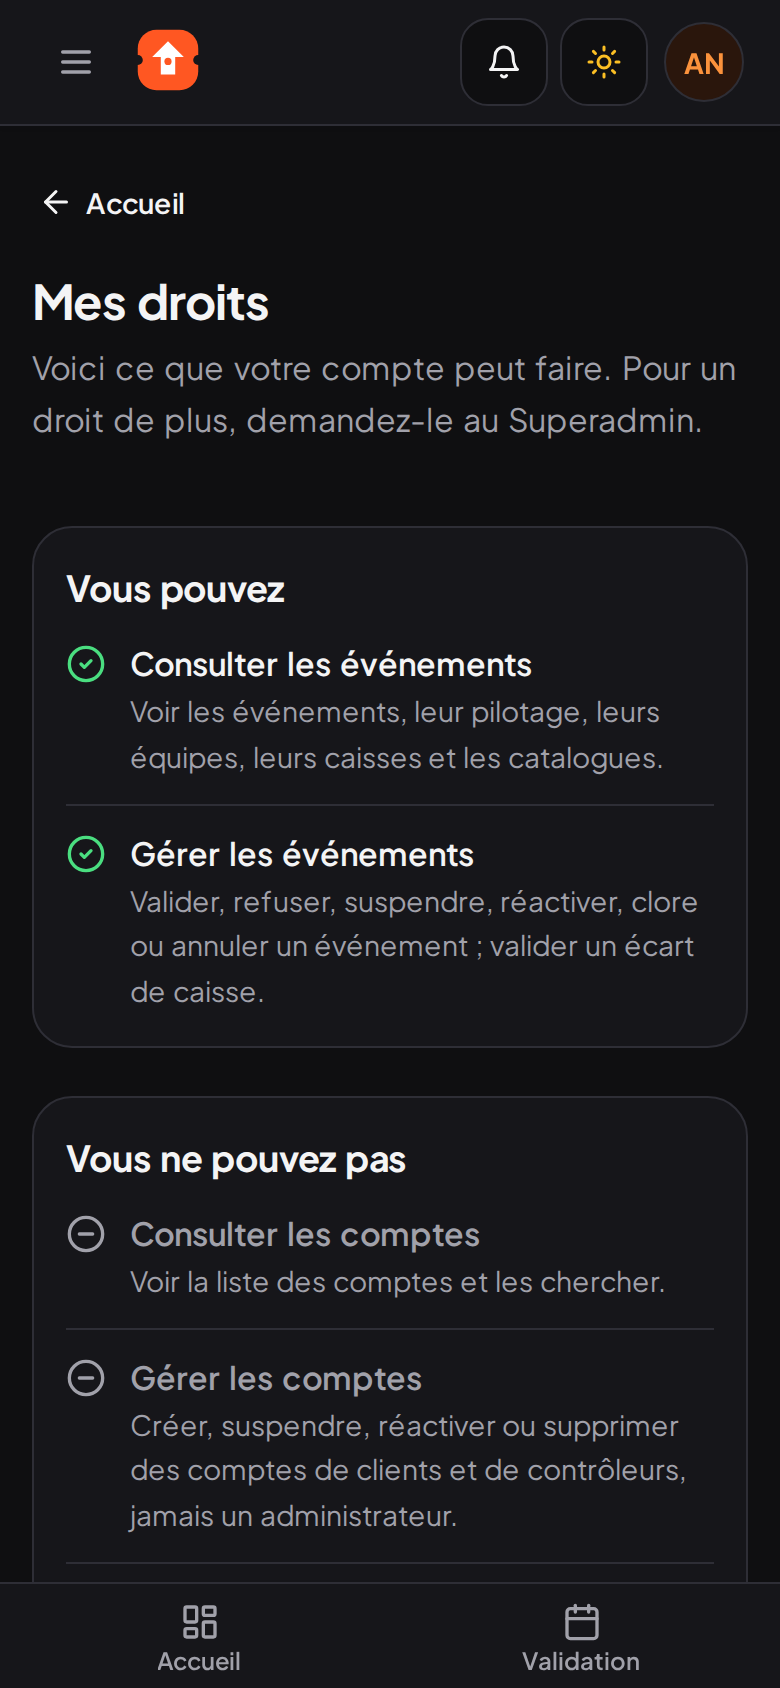 AN
Accueil
Mes droits
Voici ce que votre compte peut faire. Pour un
droit de plus, demandez-le au Superadmin.
Vous pouvez
Consulter les événements
Voir les événements, leur pilotage, leurs
équipes, leurs caisses et les catalogues.
Gérer les événements
Valider, refuser, suspendre, réactiver, clore
ou annuler un événement ; valider un écart
de caisse.
Vous ne pouvez pas
Consulter les comptes
Voir la liste des comptes et les chercher.
Gérer les comptes
Créer, suspendre, réactiver ou supprimer
des comptes de clients et de contrôleurs,
jamais un administrateur.
Accueil
Validation